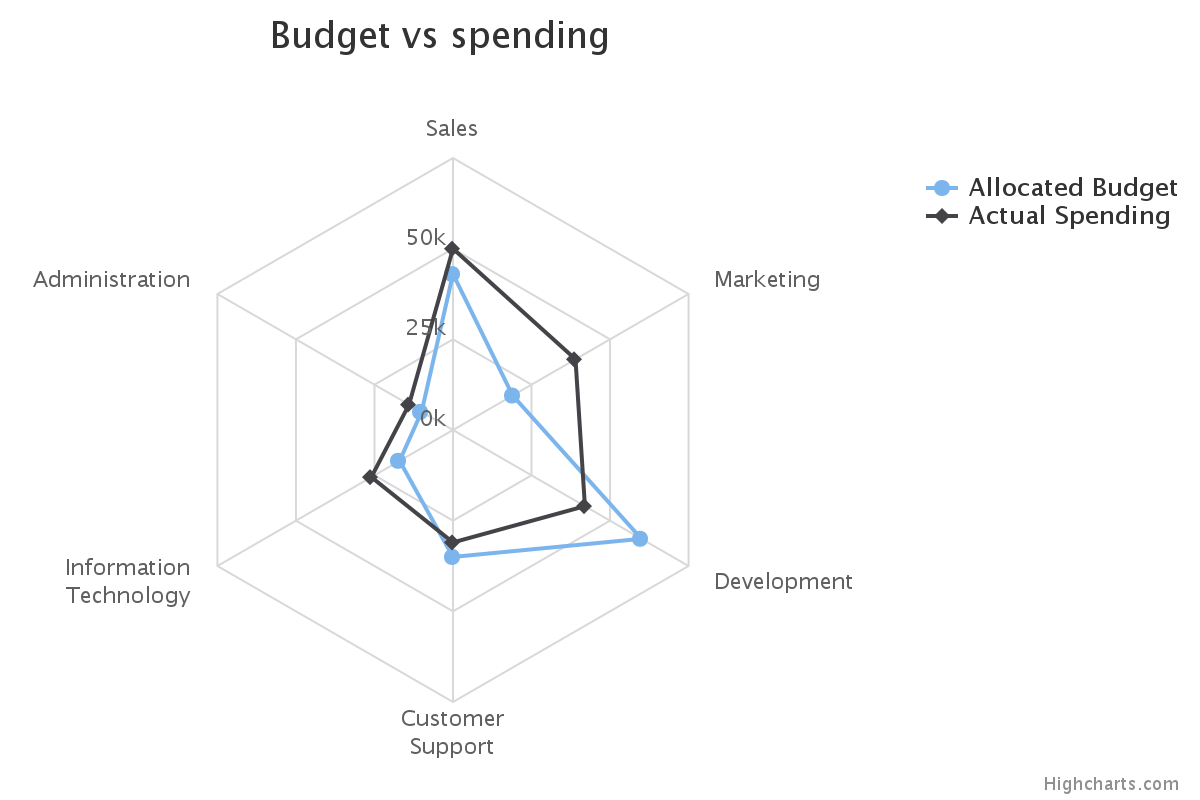 Budget vs spending
Sales
Allocated Budget
Actual Spending
50k
Administration
Marketing
25k
0k
Information
Technology
Development
Customer
Support
Highcharts.com